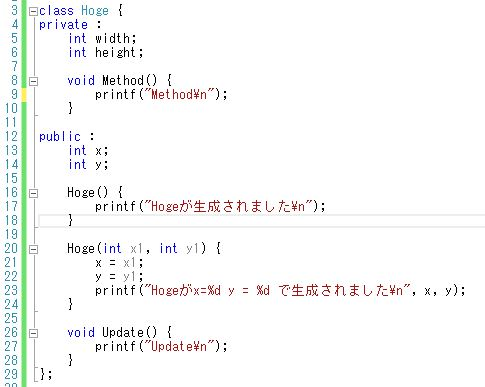 3 class Hoge {
4 private :
5     int width;
6     int height;
7
8     void Method() {
9         printf("Method¥n");
10     }
11
12 public :
13     int x;
14     int y;
15
16     Hoge() {
17         printf("Hogeが生成されました¥n");
18     }
19
20     Hoge(int x1, int y1) {
21         x = x1;
22         y = y1;
23         printf("Hogeがx=%d y = %d で生成されました¥n", x, y);
24     }
25
26     void Update() {
27         printf("Update¥n");
28     }
29 };